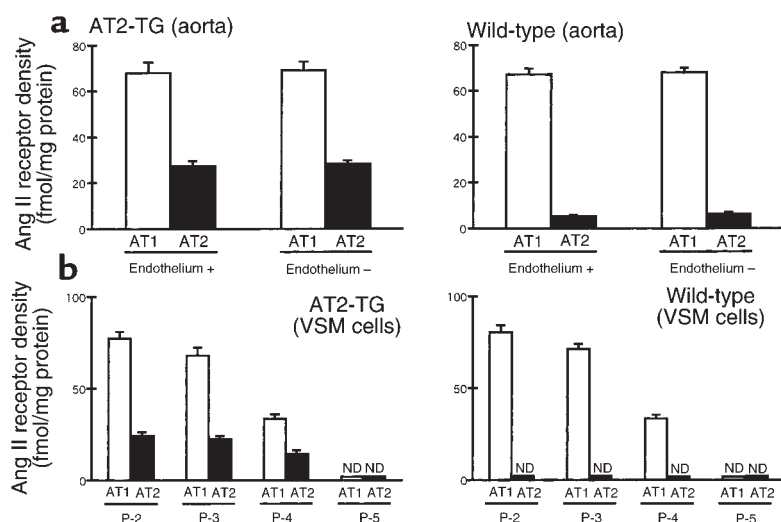 a
AT2-TG (aorta)
Ang II receptor density
(fmol/mg protein)
80
60
40
20
0
AT1 AT2 AT1 AT2
Endothelium + Endothelium –
Wild-type (aorta)
80
60
40
20
0
AT1 AT2 AT1 AT2
Endothelium + Endothelium –
b
AT2-TG
(VSM cells)
Ang II receptor density
(fmol/mg protein)
100
50
0
ND ND
AT1 AT2 AT1 AT2 AT1 AT2 AT1 AT2
P-2 P-3 P-4 P-5
Wild-type
(VSM cells)
100
50
0
ND ND ND ND ND
AT1 AT2 AT1 AT2 AT1 AT2 AT1 AT2
P-2 P-3 P-4 P-5